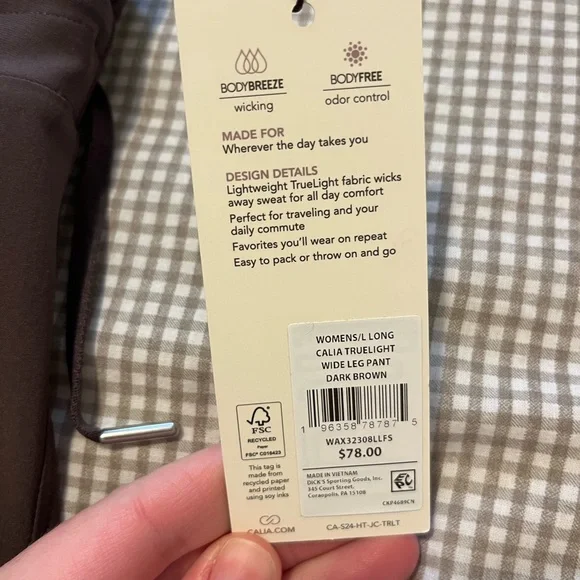 BODYBREEZE
wicking
BODYFREE
odor control
MADE FOR
Wherever the day takes you
DESIGN DETAILS
Lightweight TrueLight fabric wicks
away sweat for all day comfort
Perfect for traveling and your
daily commute
Favorites you'll wear on repeat
Easy to pack or throw on and go
WOMENS/L LONG
CALIA TRUELIGHT
WIDE LEG PANT
DARK BROWN
1 96358 78787 5
WAX32308LLFS
$78.00
MADE IN VIETNAM
DICK'S Sporting Goods, Inc.
345 Court Street,
Coraopolis, PA 15108
CKP4689CN
FSC
RECYCLED
Paper
FSC® C018423
This tag is
made from
recycled paper
and printed
using soy inks
CALIA.COM
CA-S24-HT-JC-TRLT